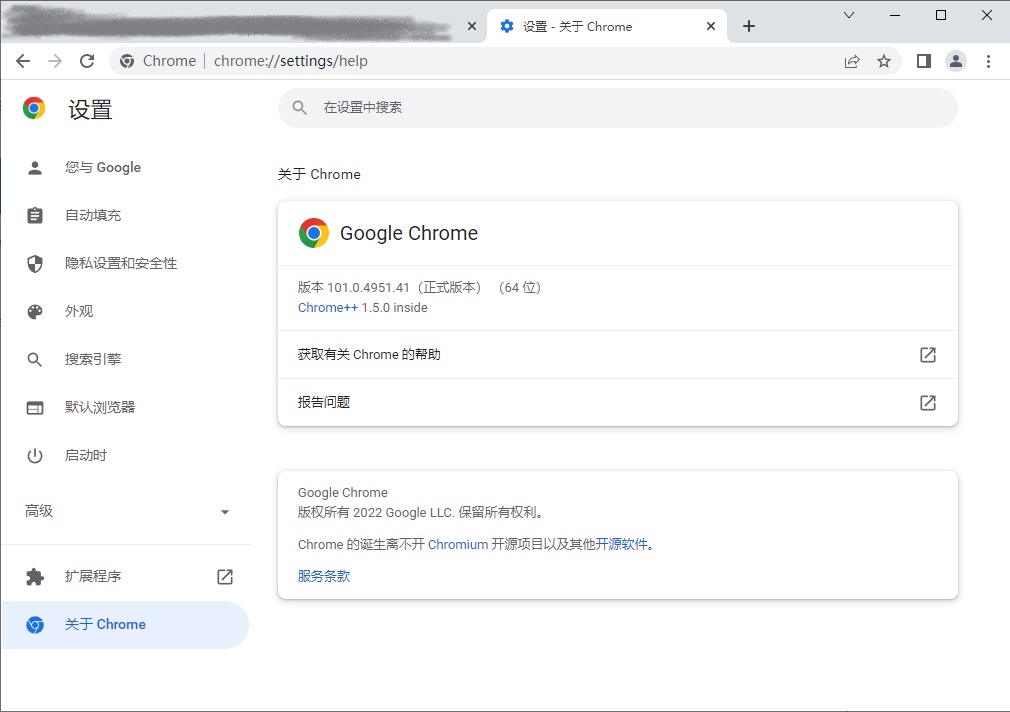 设置 - 关于 Chrome
Chrome | chrome://settings/help
设置
在设置中搜索
您与 Google
自动填充
隐私设置和安全性
外观
搜索引擎
默认浏览器
启动时
高级
扩展程序
关于 Chrome
关于 Chrome
Google Chrome
版本 101.0.4951.41（正式版本） （64 位）
Chrome++ 1.5.0 inside
获取有关 Chrome 的帮助
报告问题
Google Chrome
版权所有 2022 Google LLC. 保留所有权利。
Chrome 的诞生离不开 Chromium 开源项目以及其他开源软件。
服务条款